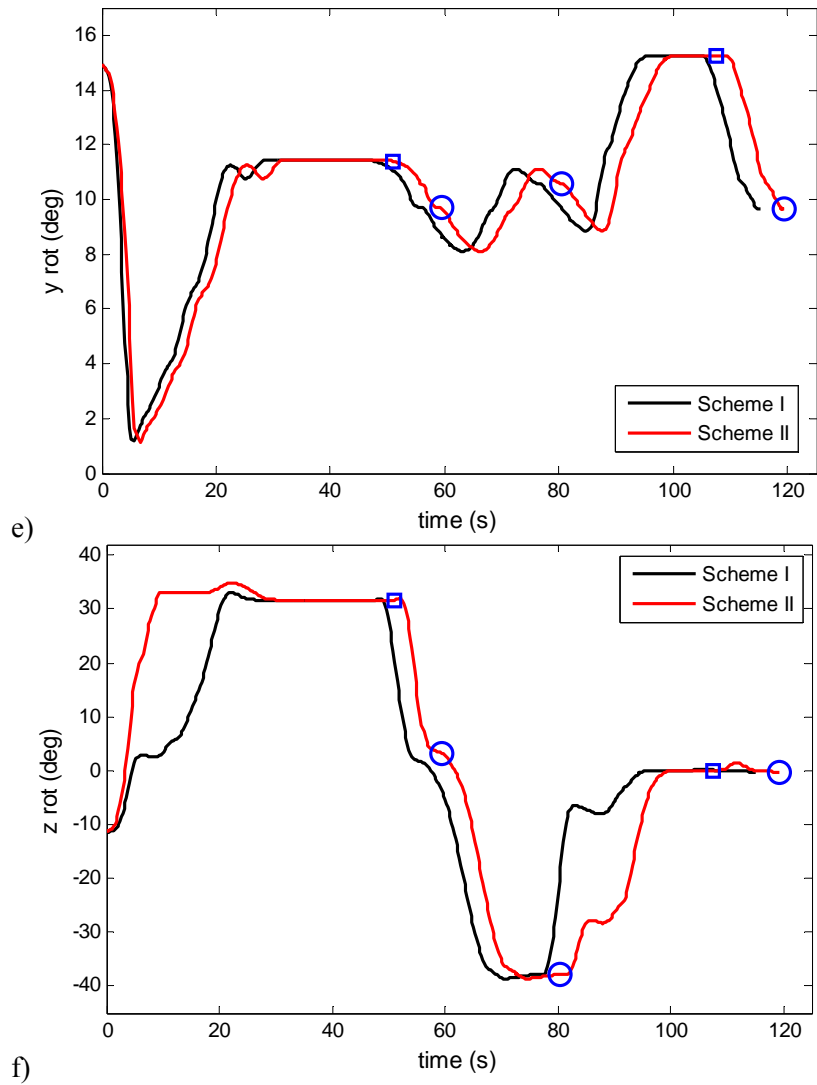 16
14
12
10
8
6
4
2
0
y rot (deg)
Scheme I
Scheme II
0 20 40 60 80 100 120
time (s)
e)
40
30
20
10
0
-10
-20
-30
-40
z rot (deg)
Scheme I
Scheme II
0 20 40 60 80 100 120
time (s)
f)